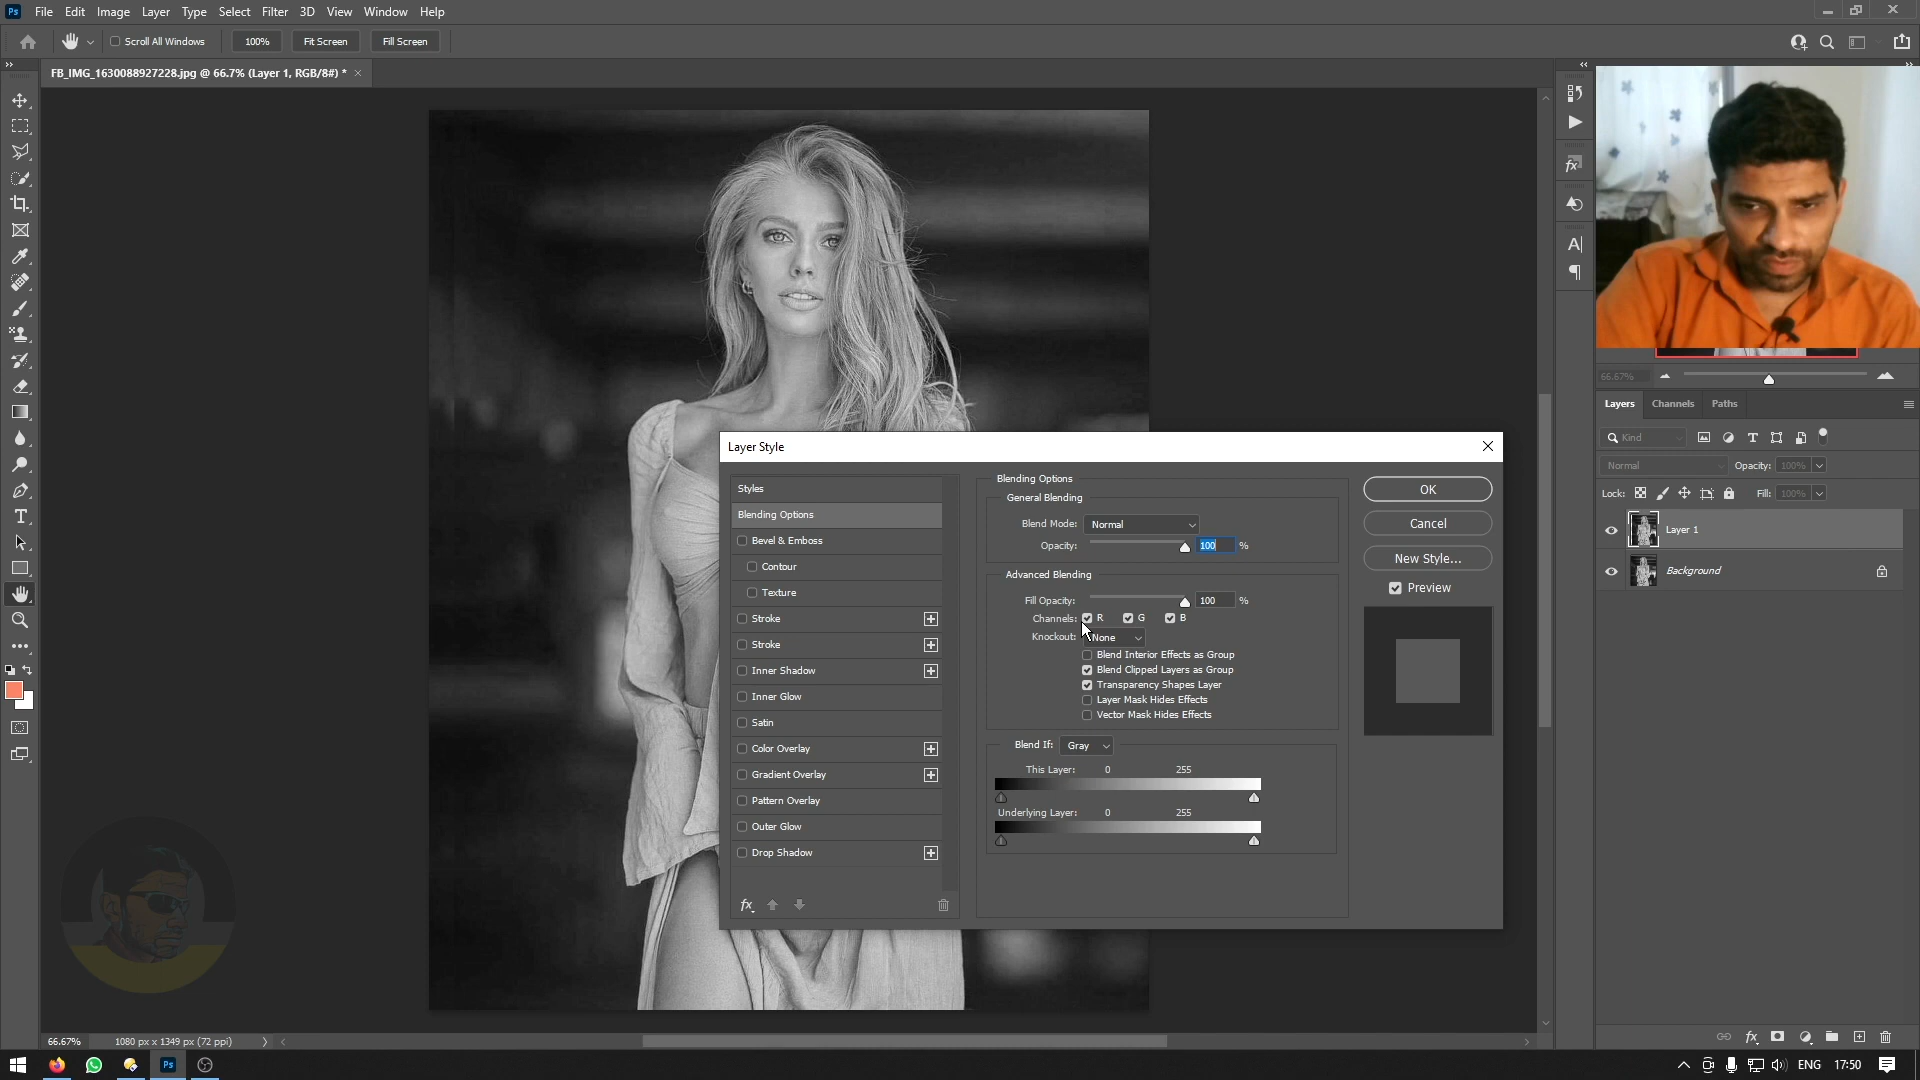 Ps File Edit Image Layer Type Select Filter 3D View Window Help
Scroll All Windows 100% Fit Screen Fill Screen
FB_IMG_1630088927228.jpg @ 66.7% (Layer 1, RGB/8#) * ×
66.67%
Layers Channels Paths
Kind
Normal Opacity: 100%
Lock: Fill: 100%
Layer 1
Background
Layer Style
Styles
Blending Options
Bevel & Emboss
Contour
Texture
Stroke
Stroke
Inner Shadow
Inner Glow
Satin
Color Overlay
Gradient Overlay
Pattern Overlay
Outer Glow
Drop Shadow
fx
Blending Options
General Blending
Blend Mode: Normal
Opacity: 100 %
Advanced Blending
Fill Opacity: 100 %
Channels: R G B
Knockout: None
Blend Interior Effects as Group
Blend Clipped Layers as Group
Transparency Shapes Layer
Layer Mask Hides Effects
Vector Mask Hides Effects
Blend If: Gray
This Layer: 0 255
Underlying Layer: 0 255
OK
Cancel
New Style...
Preview
66.67% 1080 px x 1349 px (72 ppi)
Ps ENG 17:50